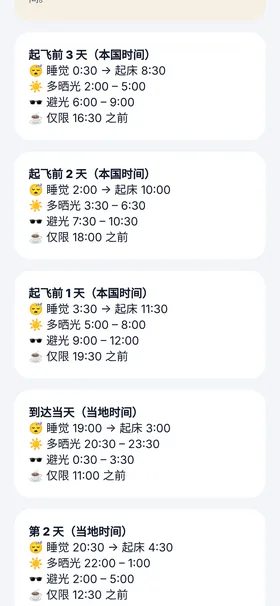 起飞前 3 天（本国时间）
😴 睡觉 0:30 → 起床 8:30
☀️ 多晒光 2:00 – 5:00
🕶️ 避光 6:00 – 9:00
☕ 仅限 16:30 之前
起飞前 2 天（本国时间）
😴 睡觉 2:00 → 起床 10:00
☀️ 多晒光 3:30 – 6:30
🕶️ 避光 7:30 – 10:30
☕ 仅限 18:00 之前
起飞前 1 天（本国时间）
😴 睡觉 3:30 → 起床 11:30
☀️ 多晒光 5:00 – 8:00
🕶️ 避光 9:00 – 12:00
☕ 仅限 19:30 之前
到达当天（当地时间）
😴 睡觉 19:00 → 起床 3:00
☀️ 多晒光 20:30 – 23:30
🕶️ 避光 0:30 – 3:30
☕ 仅限 11:00 之前
第 2 天（当地时间）
😴 睡觉 20:30 → 起床 4:30
☀️ 多晒光 22:00 – 1:00
🕶️ 避光 2:00 – 5:00
☕ 仅限 12:30 之前